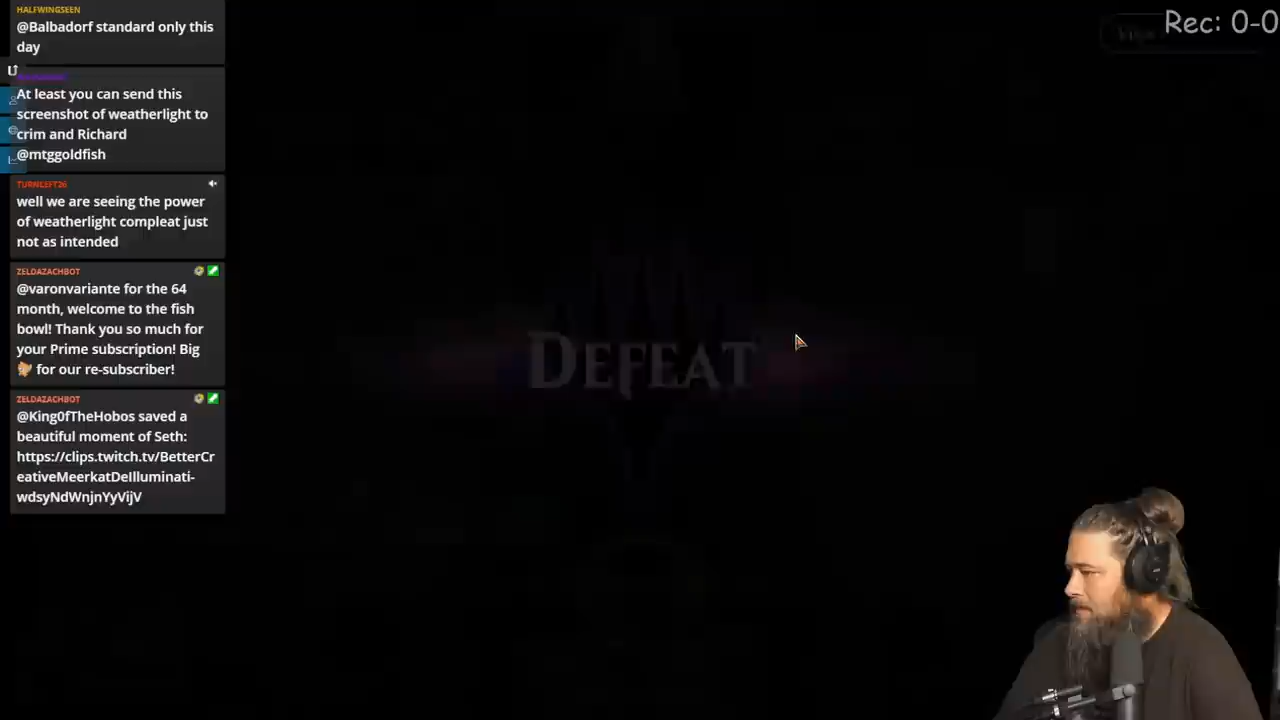 Rec: 0-0
HALFWINGSEEN
@Balbadorf standard only this
day
At least you can send this
screenshot of weatherlight to
crim and Richard
@mtggoldfish
TURNLEFT26
well we are seeing the power
of weatherlight compleat just
not as intended
ZELDAZACHBOT
@varonvariante for the 64
month, welcome to the fish
bowl! Thank you so much for
your Prime subscription! Big
for our re-subscriber!
ZELDAZACHBOT
@King0fTheHobos saved a
beautiful moment of Seth:
https://clips.twitch.tv/BetterCr
eativeMeerkatDeIlluminati-
wdsyNdWnjnYyVijV
DEFEAT